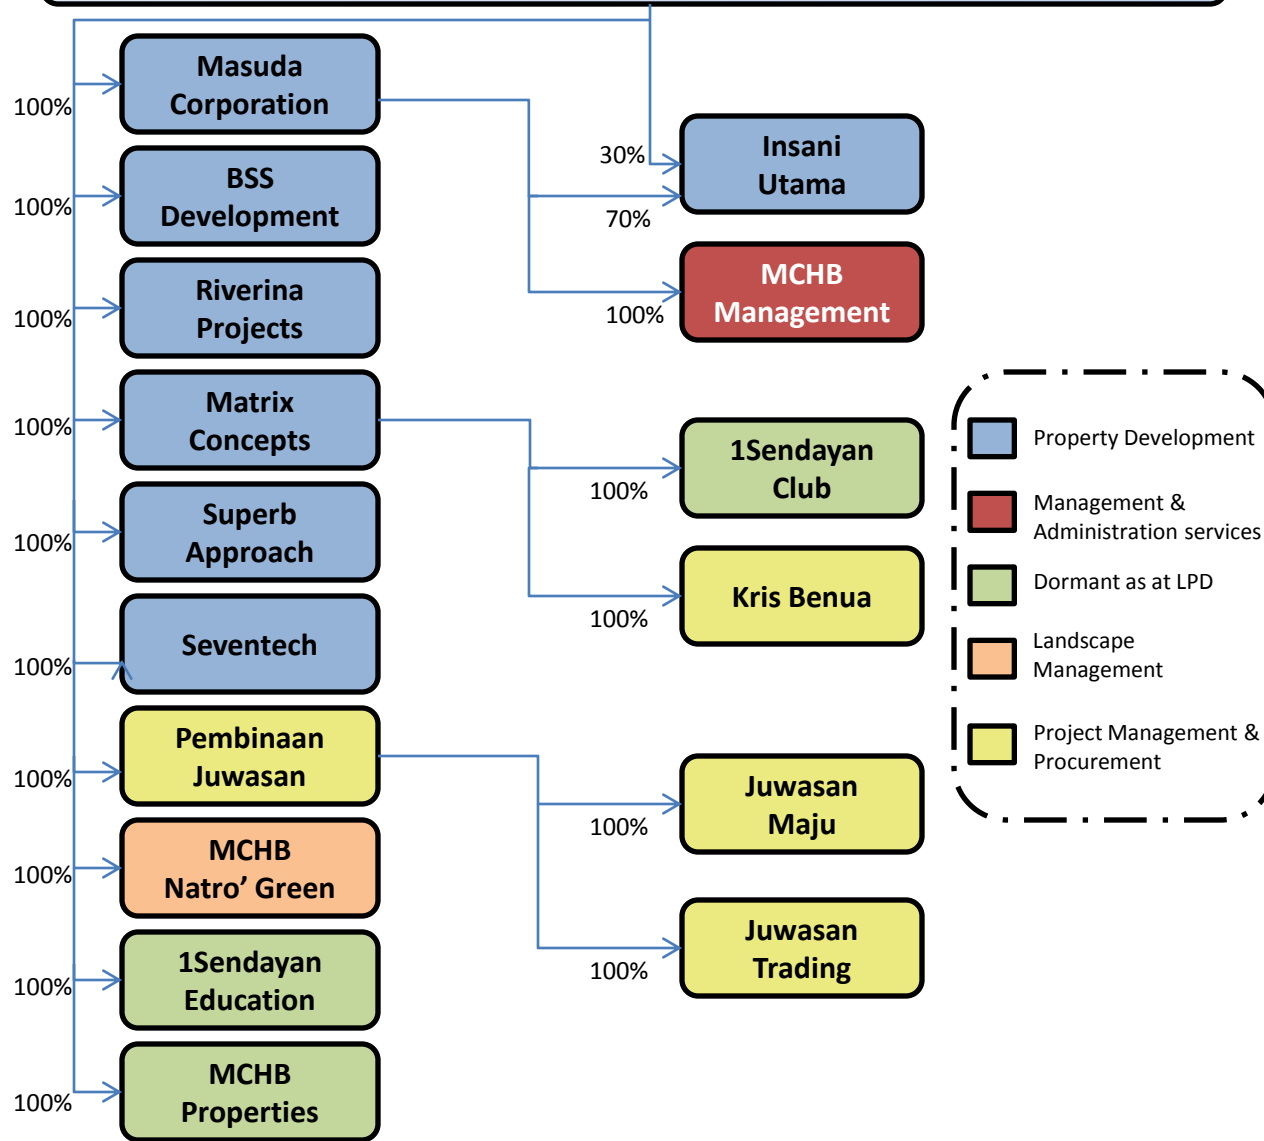 100%
Masuda
Corporation
100%
BSS
Development
100%
Riverina
Projects
100%
Matrix
Concepts
100%
Superb
Approach
100%
Seventech
100%
Pembinaan
Juwasan
100%
MCHB
Natro’ Green
100%
1Sendayan
Education
100%
MCHB
Properties
30%
70%
Insani
Utama
100%
MCHB
Management
100%
1Sendayan
Club
100%
Kris Benua
100%
Juwasan
Maju
100%
Juwasan
Trading
Property Development
Management &
Administration services
Dormant as at LPD
Landscape
Management
Project Management &
Procurement